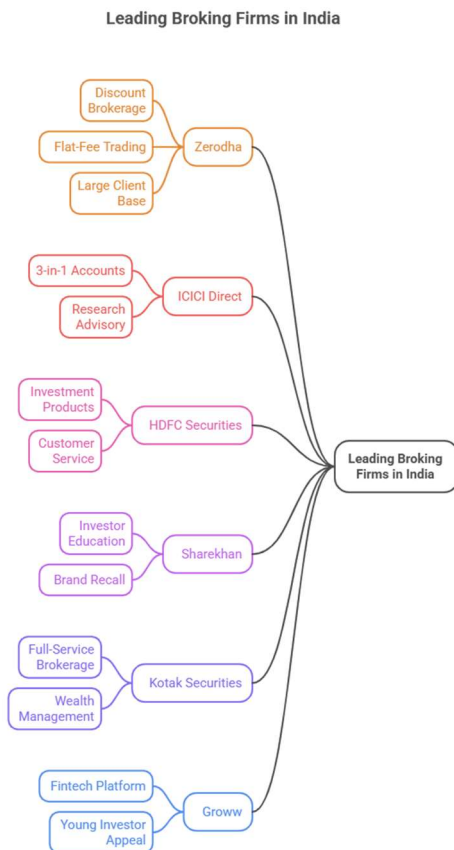 Leading Broking Firms in India
Discount
Brokerage
Flat-Fee Trading
Large Client
Base
Zerodha
3-in-1 Accounts
Research
Advisory
ICICI Direct
Investment
Products
Customer
Service
HDFC Securities
Leading Broking
Firms in India
Investor
Education
Brand Recall
Sharekhan
Full-Service
Brokerage
Wealth
Management
Kotak Securities
Fintech Platform
Young Investor
Appeal
Groww